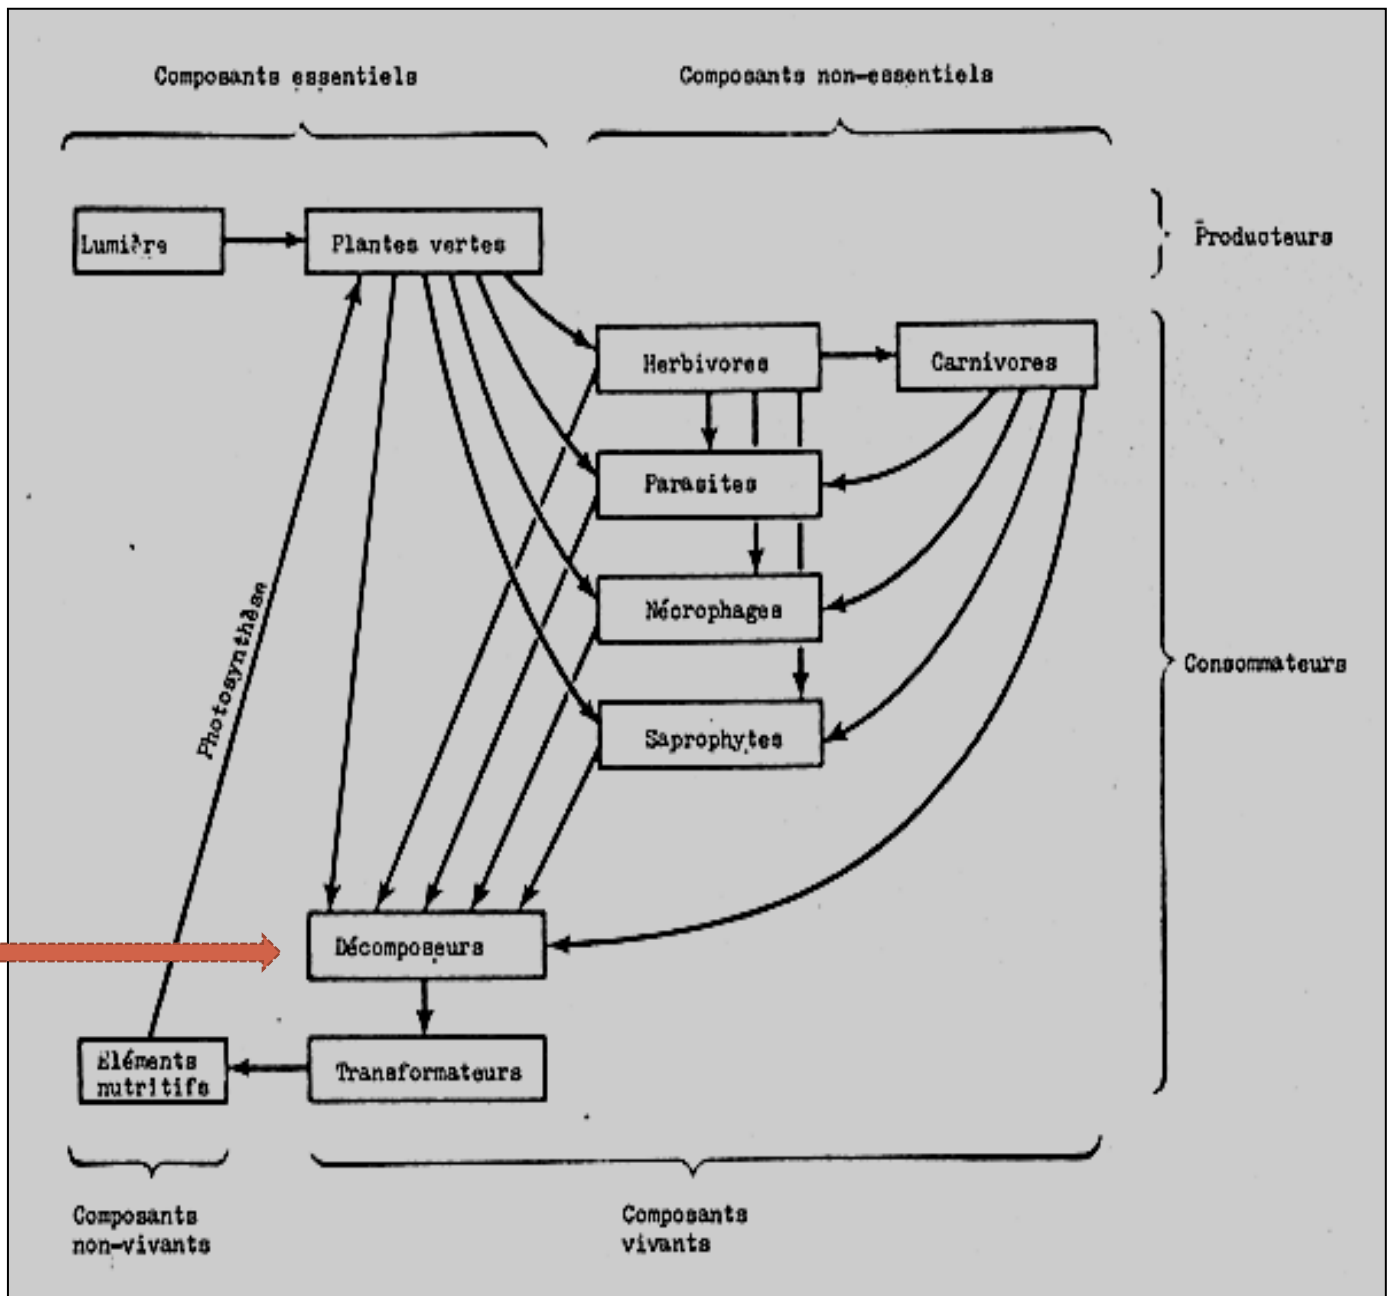 Composants essentiels
Composants non-essentiels
Lumière
Plantes vertes
Producteurs
Herbivores
Carnivores
Parasites
Nécrophages
Photosynthèse
Consommateurs
Saprophytes
Décomposeurs
Eléments
nutritifs
Transformateurs
Composants
non-vivants
Composants
vivants